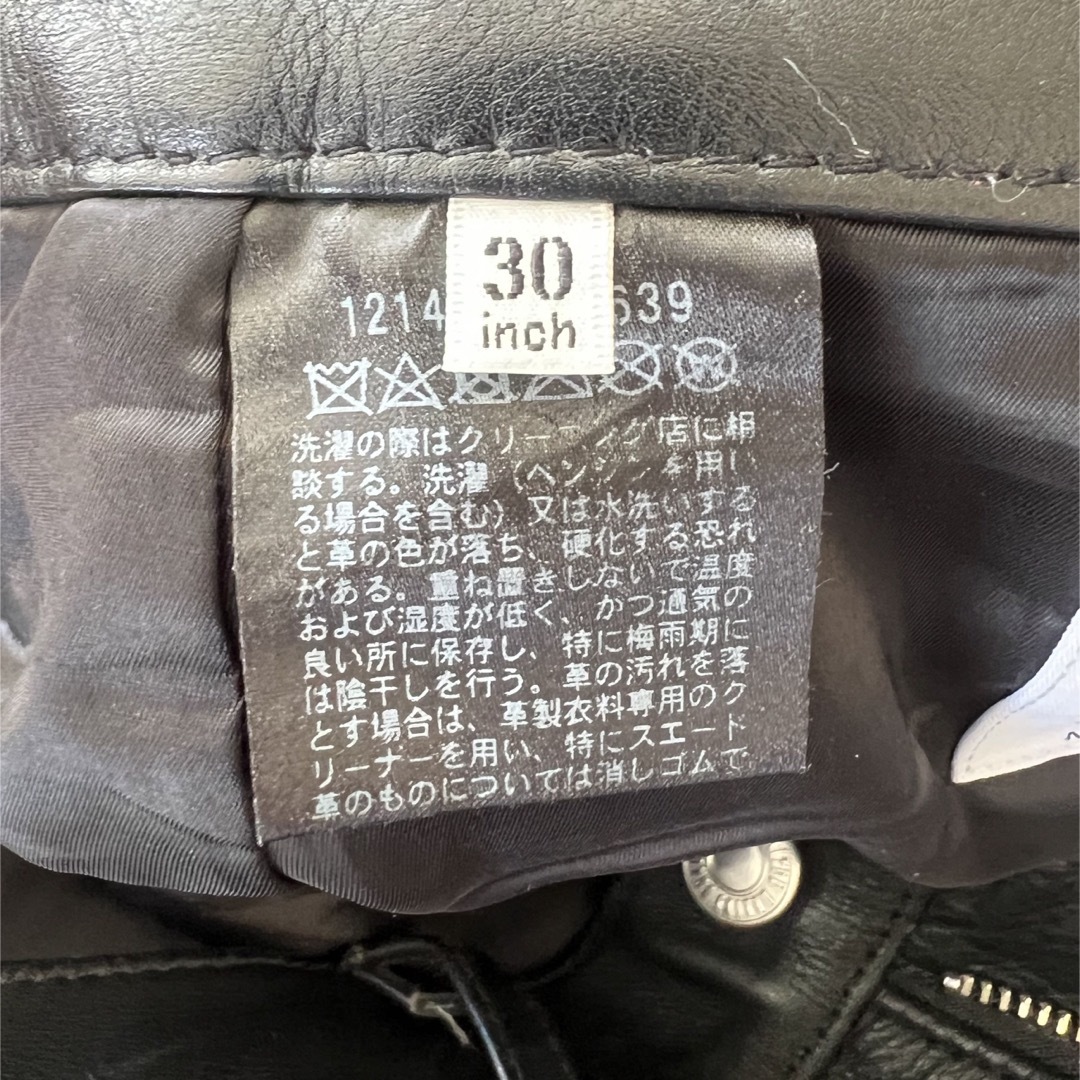 30
inch
1214
639
洗濯の際はクリーニング店に相
談する。洗濯（ベンジンを用い
る場合を含む）又は水洗いする
と革の色が落ち、硬化する恐れ
がある。重ね置きし、なるで温度
および湿度が低く、かつ通気の
良い所に保存し、特に梅雨期に
は陰干しを行う。革の汚れを落
とす場合は、革製衣料専用のク
リーナーを用い、特にスエード
革のものについては消しゴムで